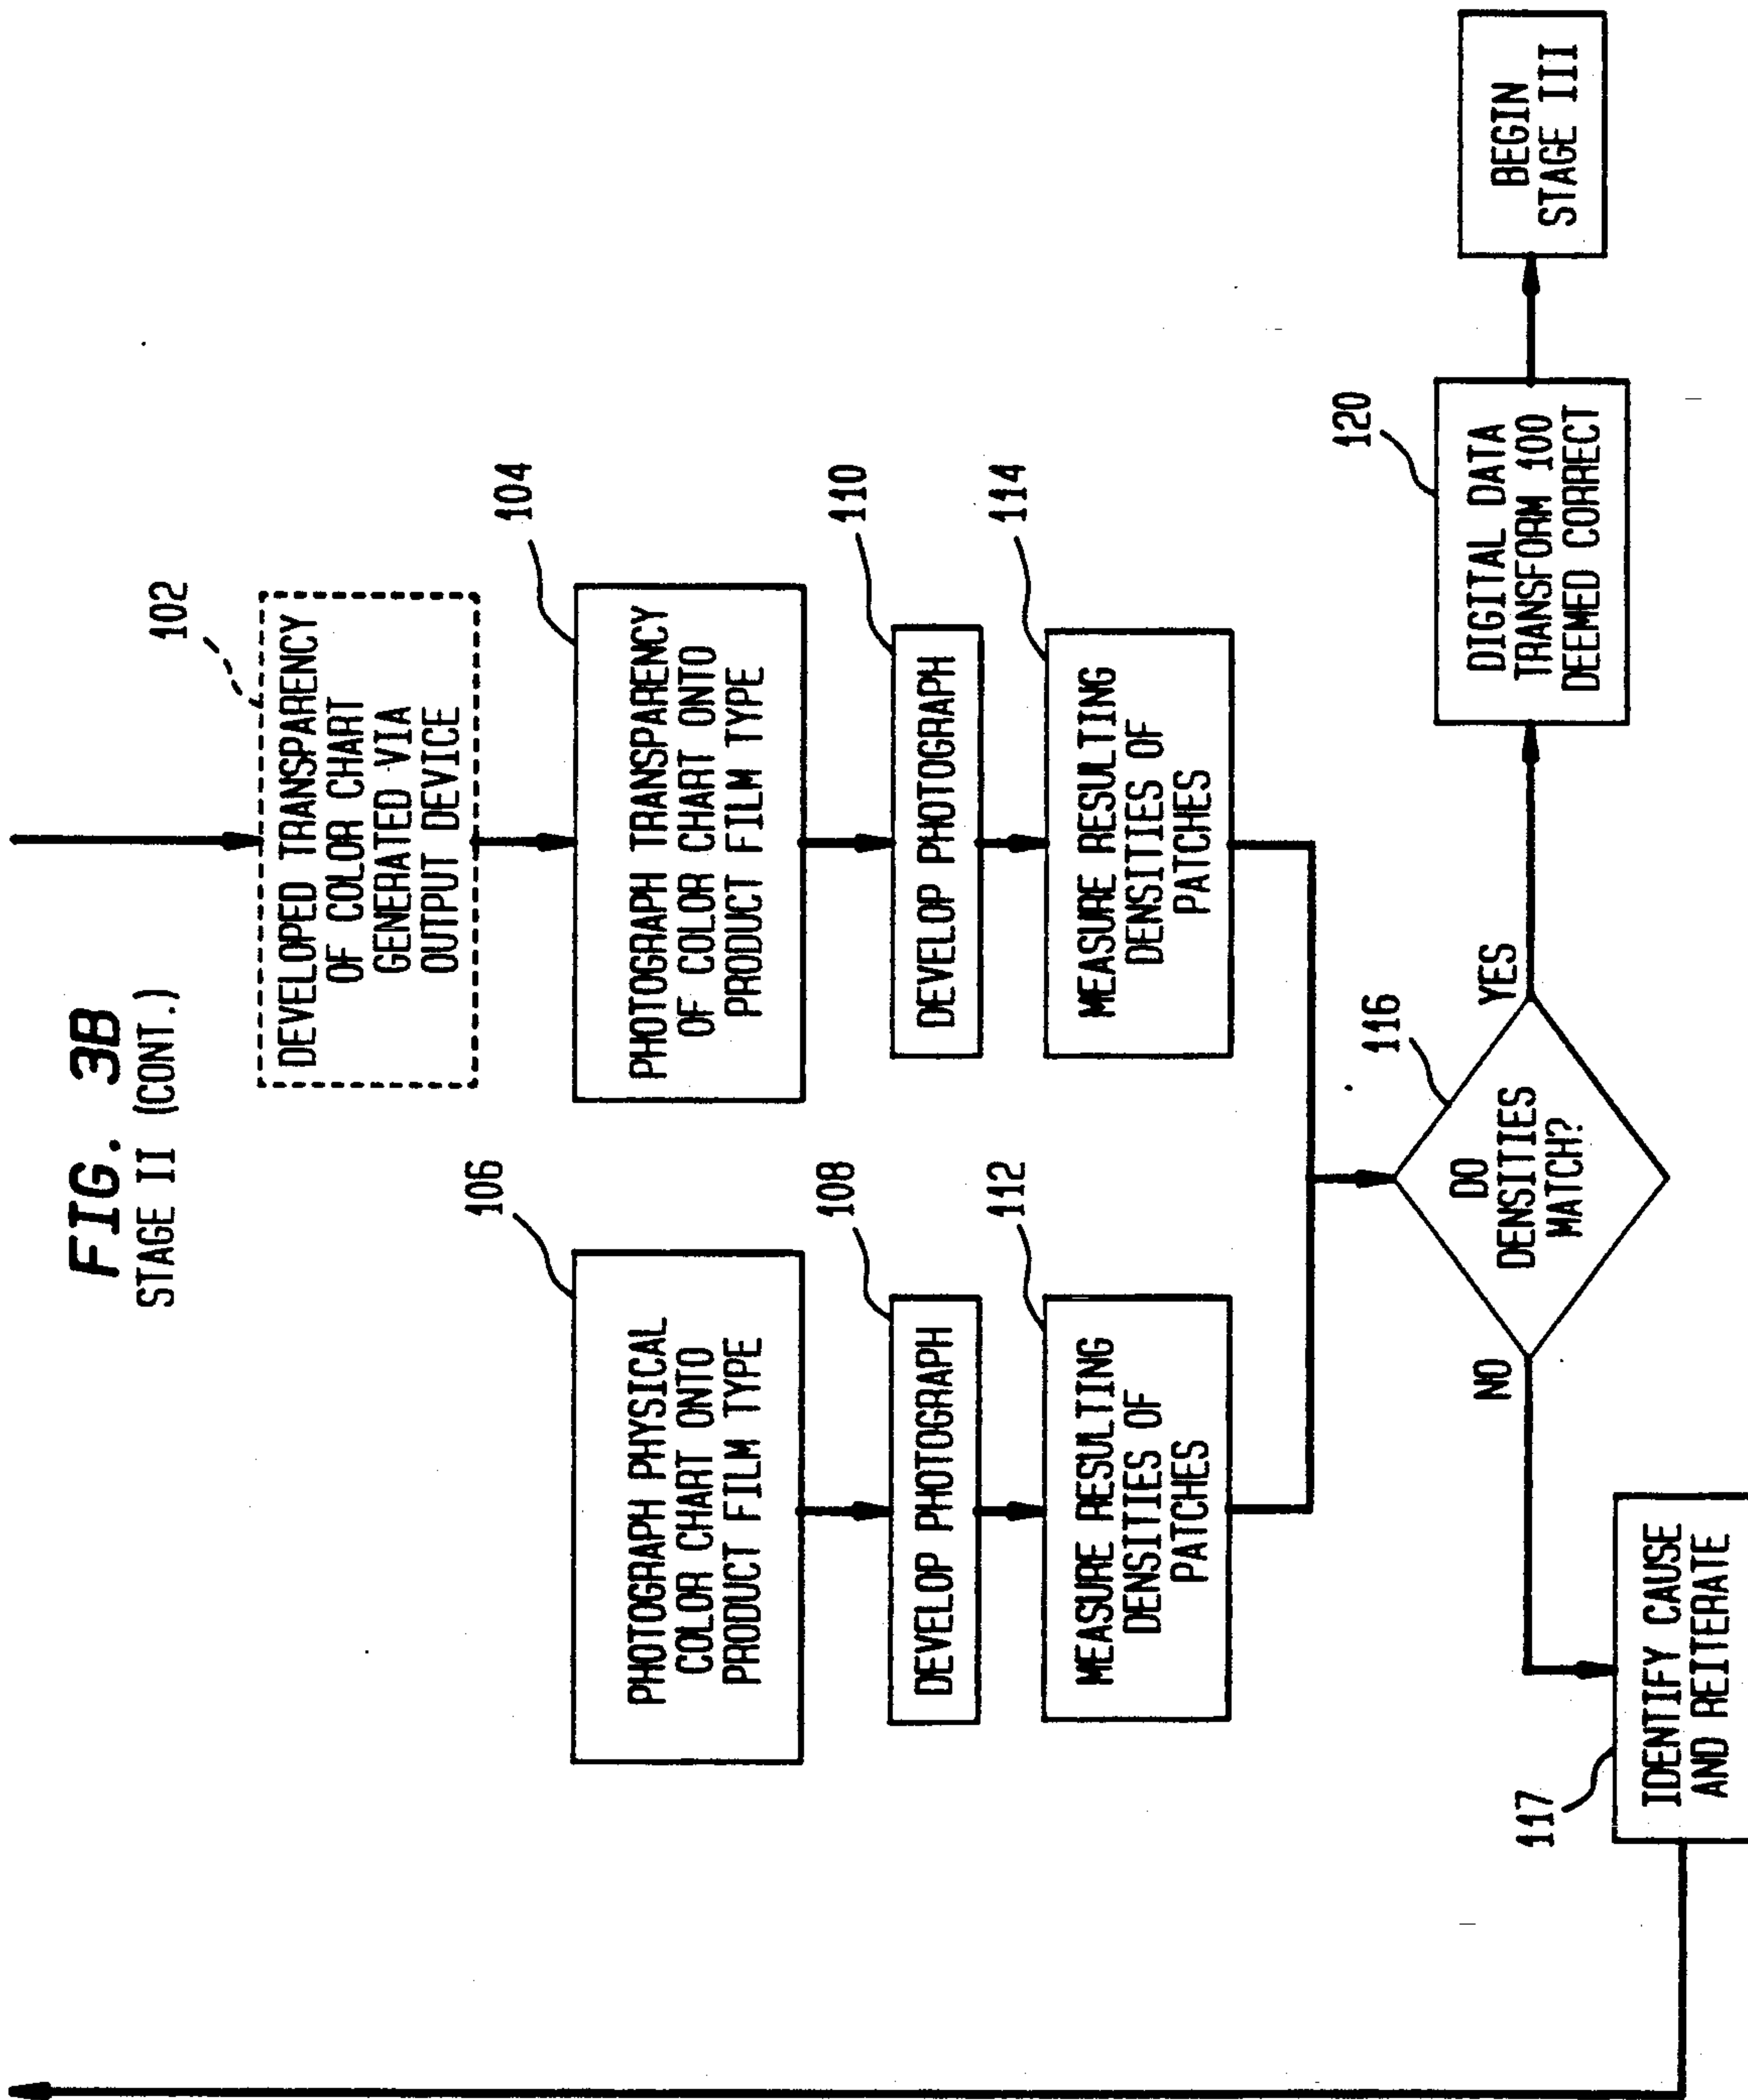 FIG. 3B
STAGE II (CONT.)
102
DEVELOPED TRANSPARENCY
OF COLOR CHART
GENERATED VIA
OUTPUT DEVICE
106
PHOTOGRAPH PHYSICAL
COLOR CHART ONTO
PRODUCT FILM TYPE
104
PHOTOGRAPH TRANSPARENCY
OF COLOR CHART ONTO
PRODUCT FILM TYPE
108
DEVELOP PHOTOGRAPH
110
DEVELOP PHOTOGRAPH
112
MEASURE RESULTING
DENSITIES OF
PATCHES
114
MEASURE RESULTING
DENSITIES OF
PATCHES
116
DO
DENSITIES
MATCH?
NO
YES
117
IDENTIFY CAUSE
AND REITERATE
120
DIGITAL DATA
TRANSFORM 100
DEEMED CORRECT
BEGIN
STAGE III